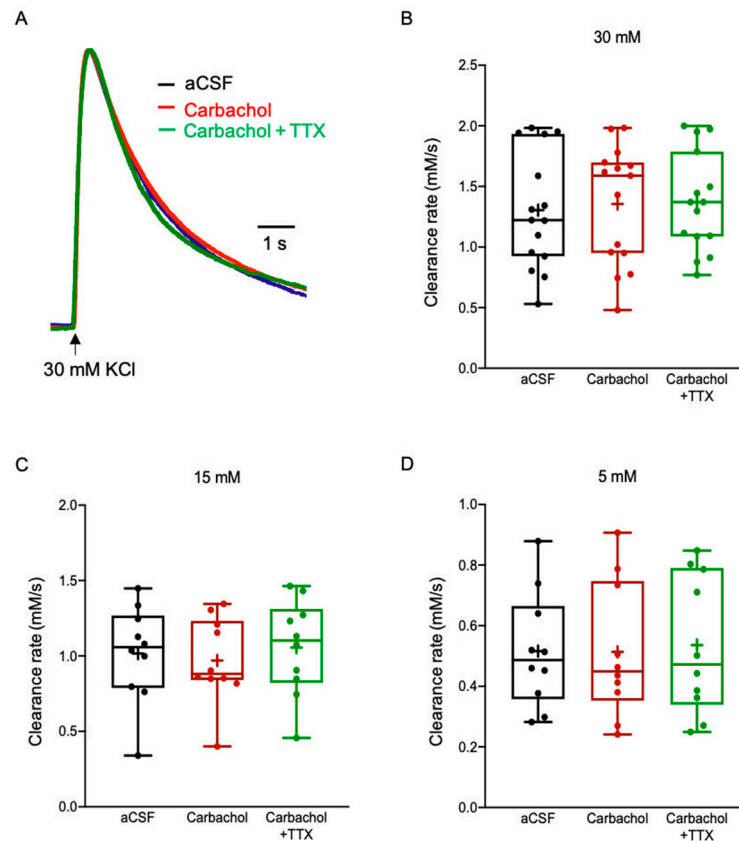 A
aCSF
Carbachol
Carbachol + TTX
1 s
30 mM KCl
B
30 mM
Clearance rate (mM/s)
2.5
2.0
1.5
1.0
0.5
0.0
aCSF
Carbachol
Carbachol
+TTX
C
15 mM
Clearance rate (mM/s)
2.0
1.5
1.0
0.5
0.0
aCSF
Carbachol
Carbachol
+TTX
D
5 mM
Clearance rate (mM/s)
1.0
0.8
0.6
0.4
0.2
0.0
aCSF
Carbachol
Carbachol
+TTX